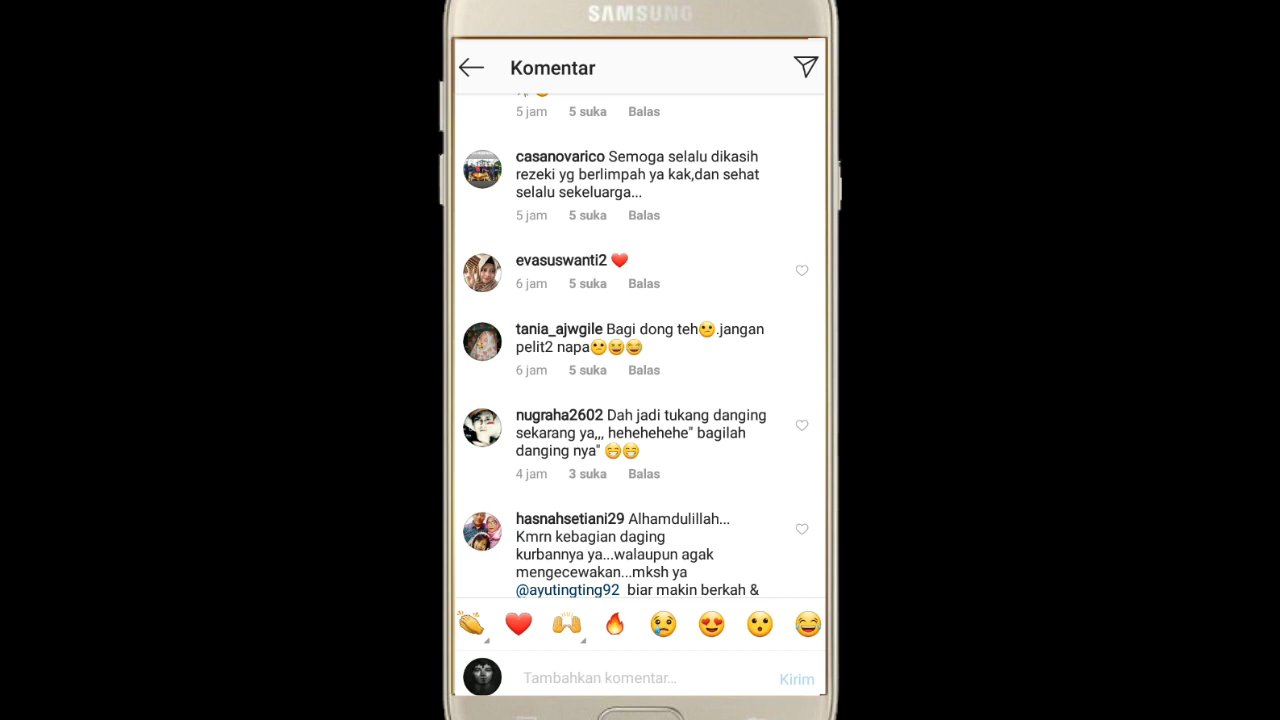 SAMSUNG
Komentar
5 jam 5 suka Balas
casanovarico Semoga selalu dikasih
rezeki yg berlimpah ya kak,dan sehat
selalu sekeluarga...
5 jam 5 suka Balas
evasuswanti2 ❤️
6 jam 5 suka Balas
tania_ajwgile Bagi dong teh😕.jangan
pelit2 napa😕😆😂
6 jam 5 suka Balas
nugraha2602 Dah jadi tukang danging
sekarang ya,,, hehehehehe" bagilah
danging nya" 😁😁
4 jam 3 suka Balas
hasnahsetiani29 Alhamdulillah...
Kmrn kebagian daging
kurbannya ya...walaupun agak
mengecewakan...mksh ya
@ayutingting92 biar makin berkah &
Tambahkan komentar... Kirim